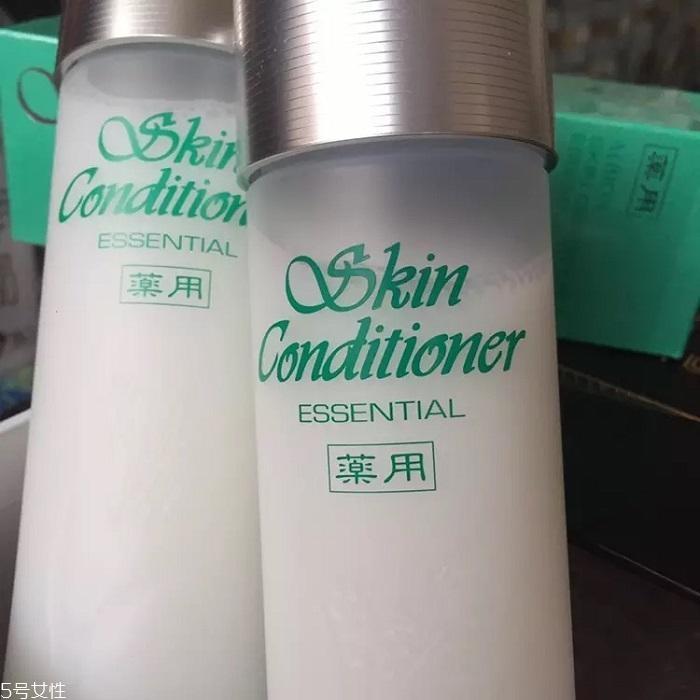 Skin
Condition
ESSENTIAL
薬用
Skin
Conditioner
ESSENTIAL
薬用
薬用
5号女性